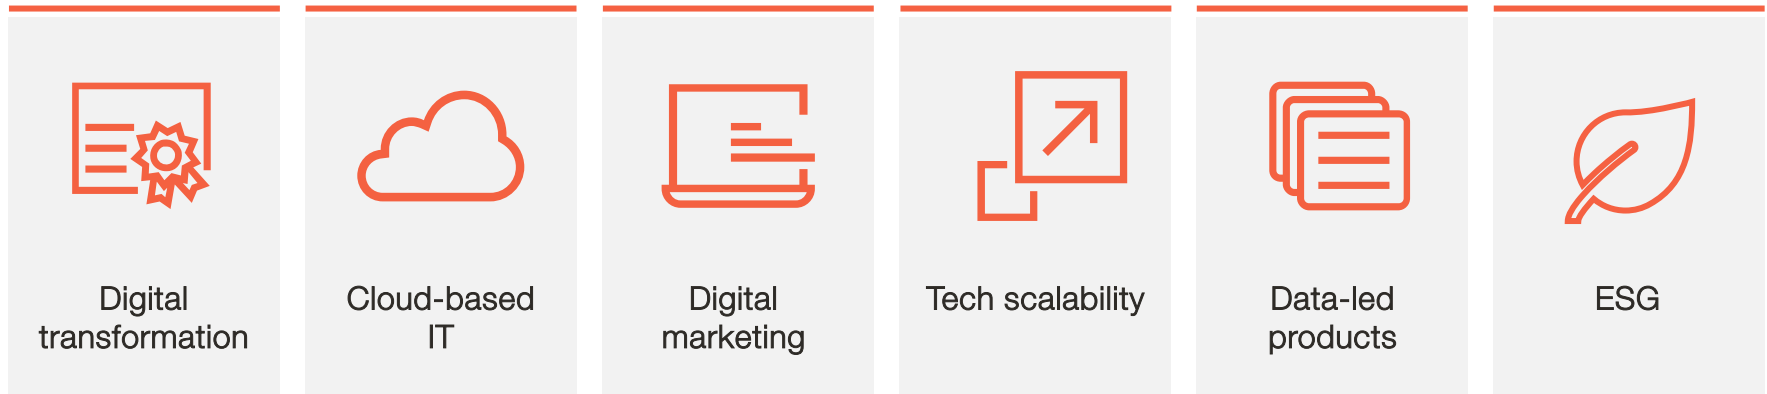 Digital
transformation
Cloud-based
IT
Digital
marketing
Tech scalability
Data-led
products
ESG